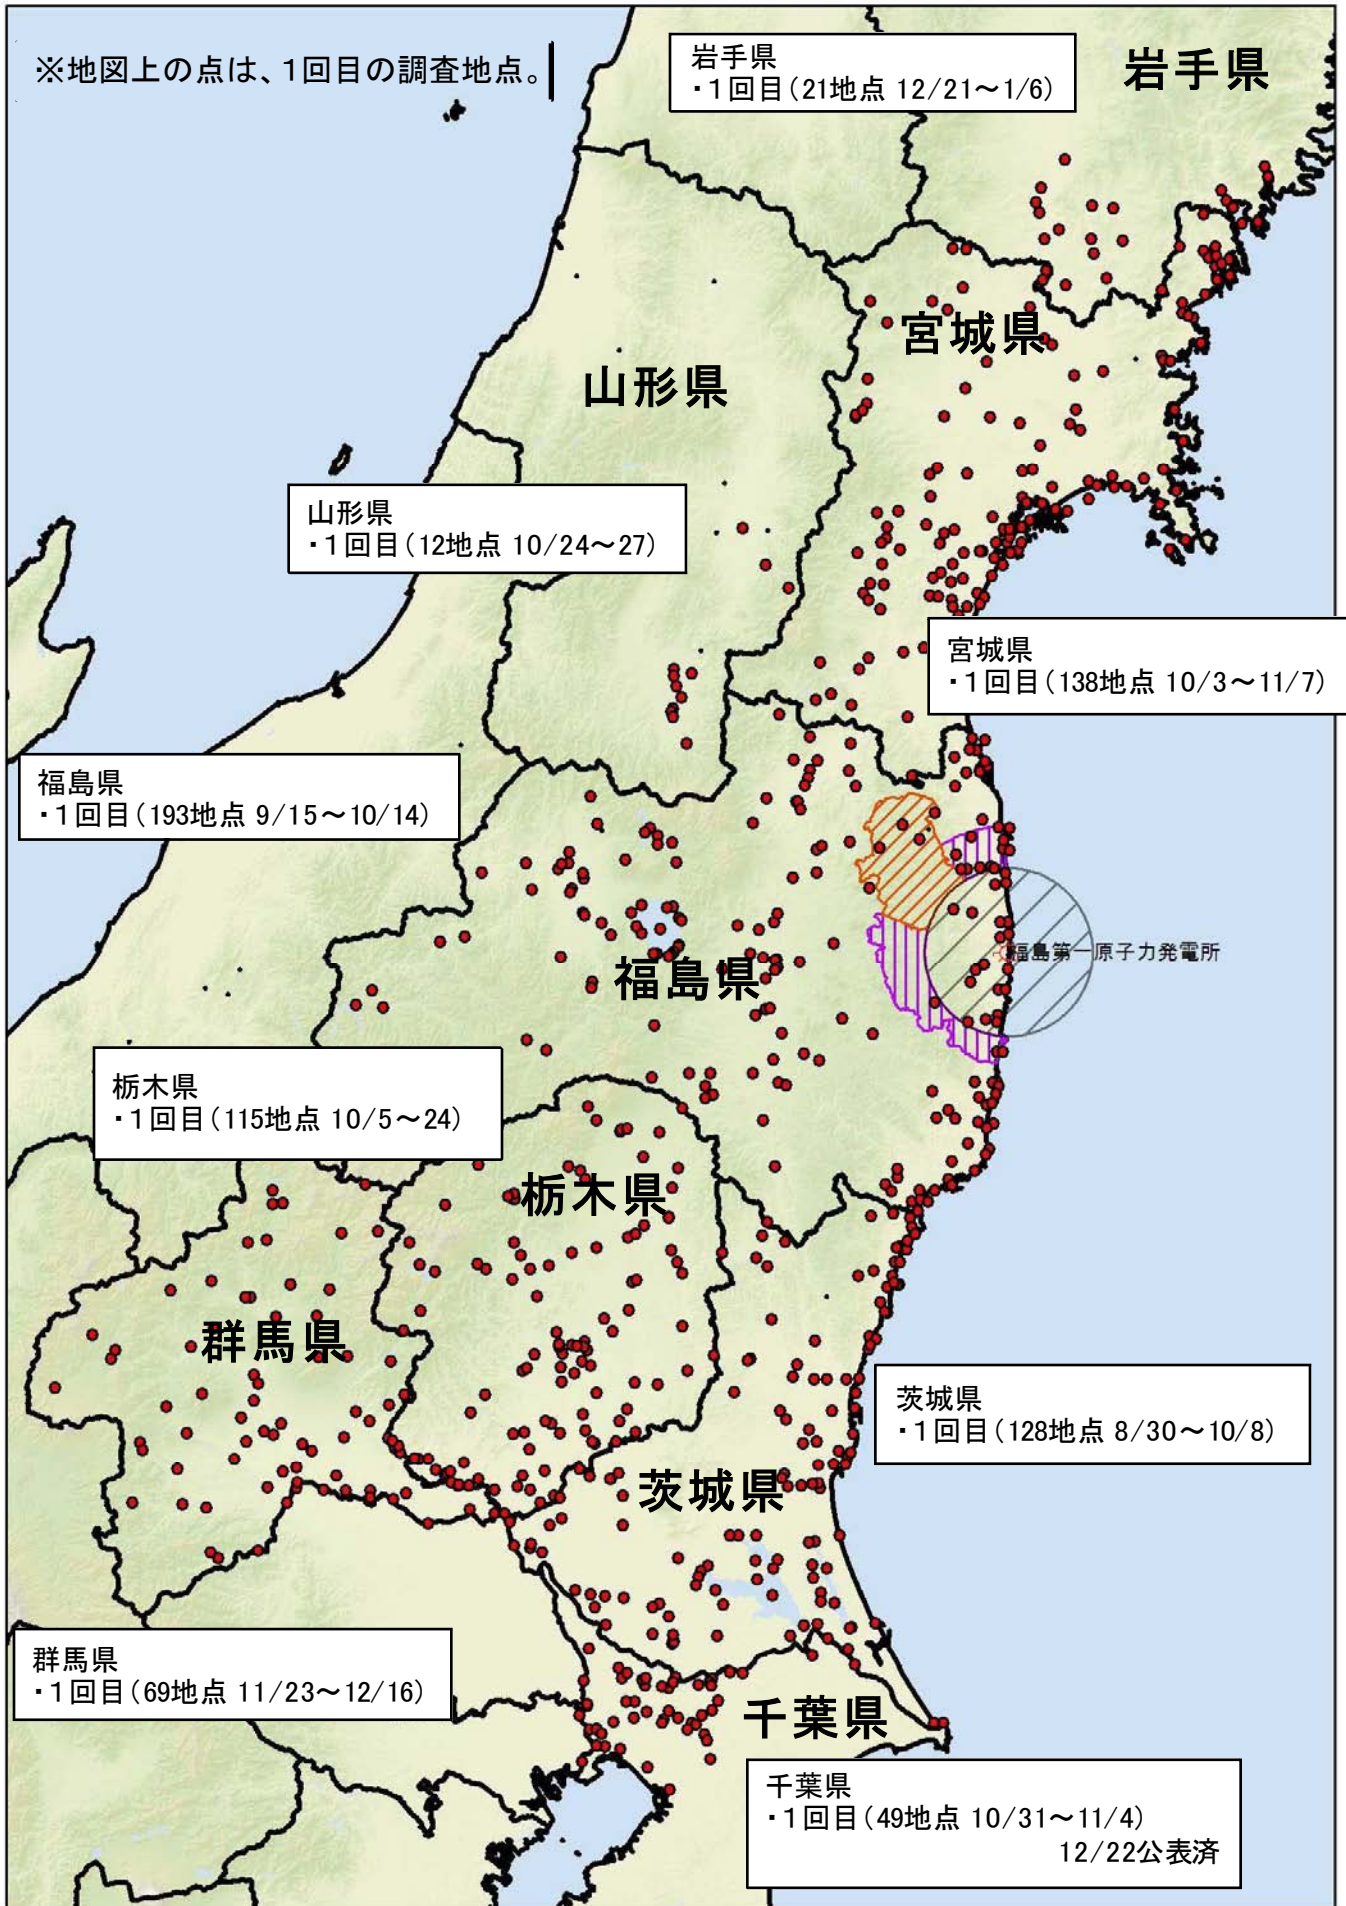 ※地図上の点は、1回目の調査地点。
岩手県
・1回目(21地点 12/21～1/6)
岩手県
宮城県
山形県
山形県
・1回目(12地点 10/24～27)
宮城県
・1回目(138地点 10/3～11/7)
福島県
・1回目(193地点 9/15～10/14)
福島第一原子力発電所
福島県
栃木県
・1回目(115地点 10/5～24)
栃木県
群馬県
茨城県
・1回目(128地点 8/30～10/8)
茨城県
群馬県
・1回目(69地点 11/23～12/16)
千葉県
千葉県
・1回目(49地点 10/31～11/4)
12/22公表済